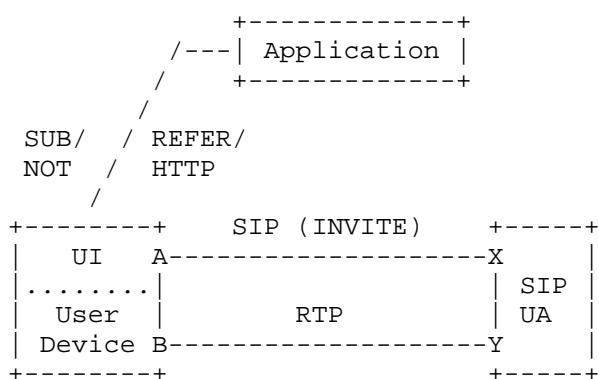 Application
SUB/ REFER/
NOT HTTP
SIP (INVITE)
UI A X
SIP
User RTP UA
Device B Y